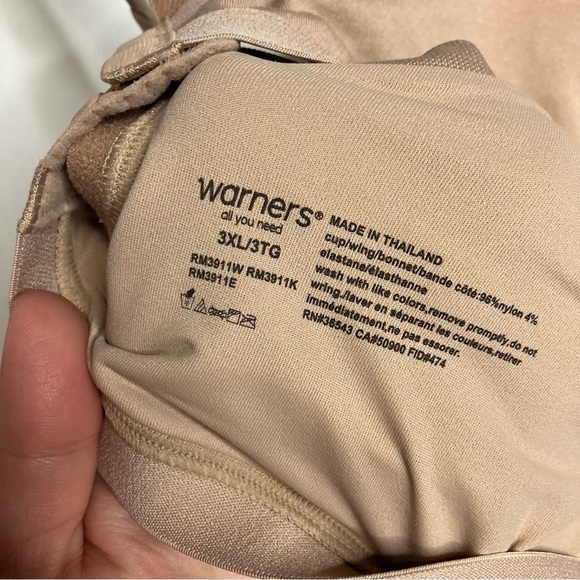 warners®
all you need
3XL/3TG
RM3911W RM3911K
RM3911E
MADE IN THAILAND
cup/wing/bonnet/bande côté:96%nylon 4%
elastane/élasthanne
wash with like colors,remove promptly,do not
wring./laver en séparant les couleurs,retirer
immédiatement,ne pas essorer.
RN#36543 CA#50900 FID#474